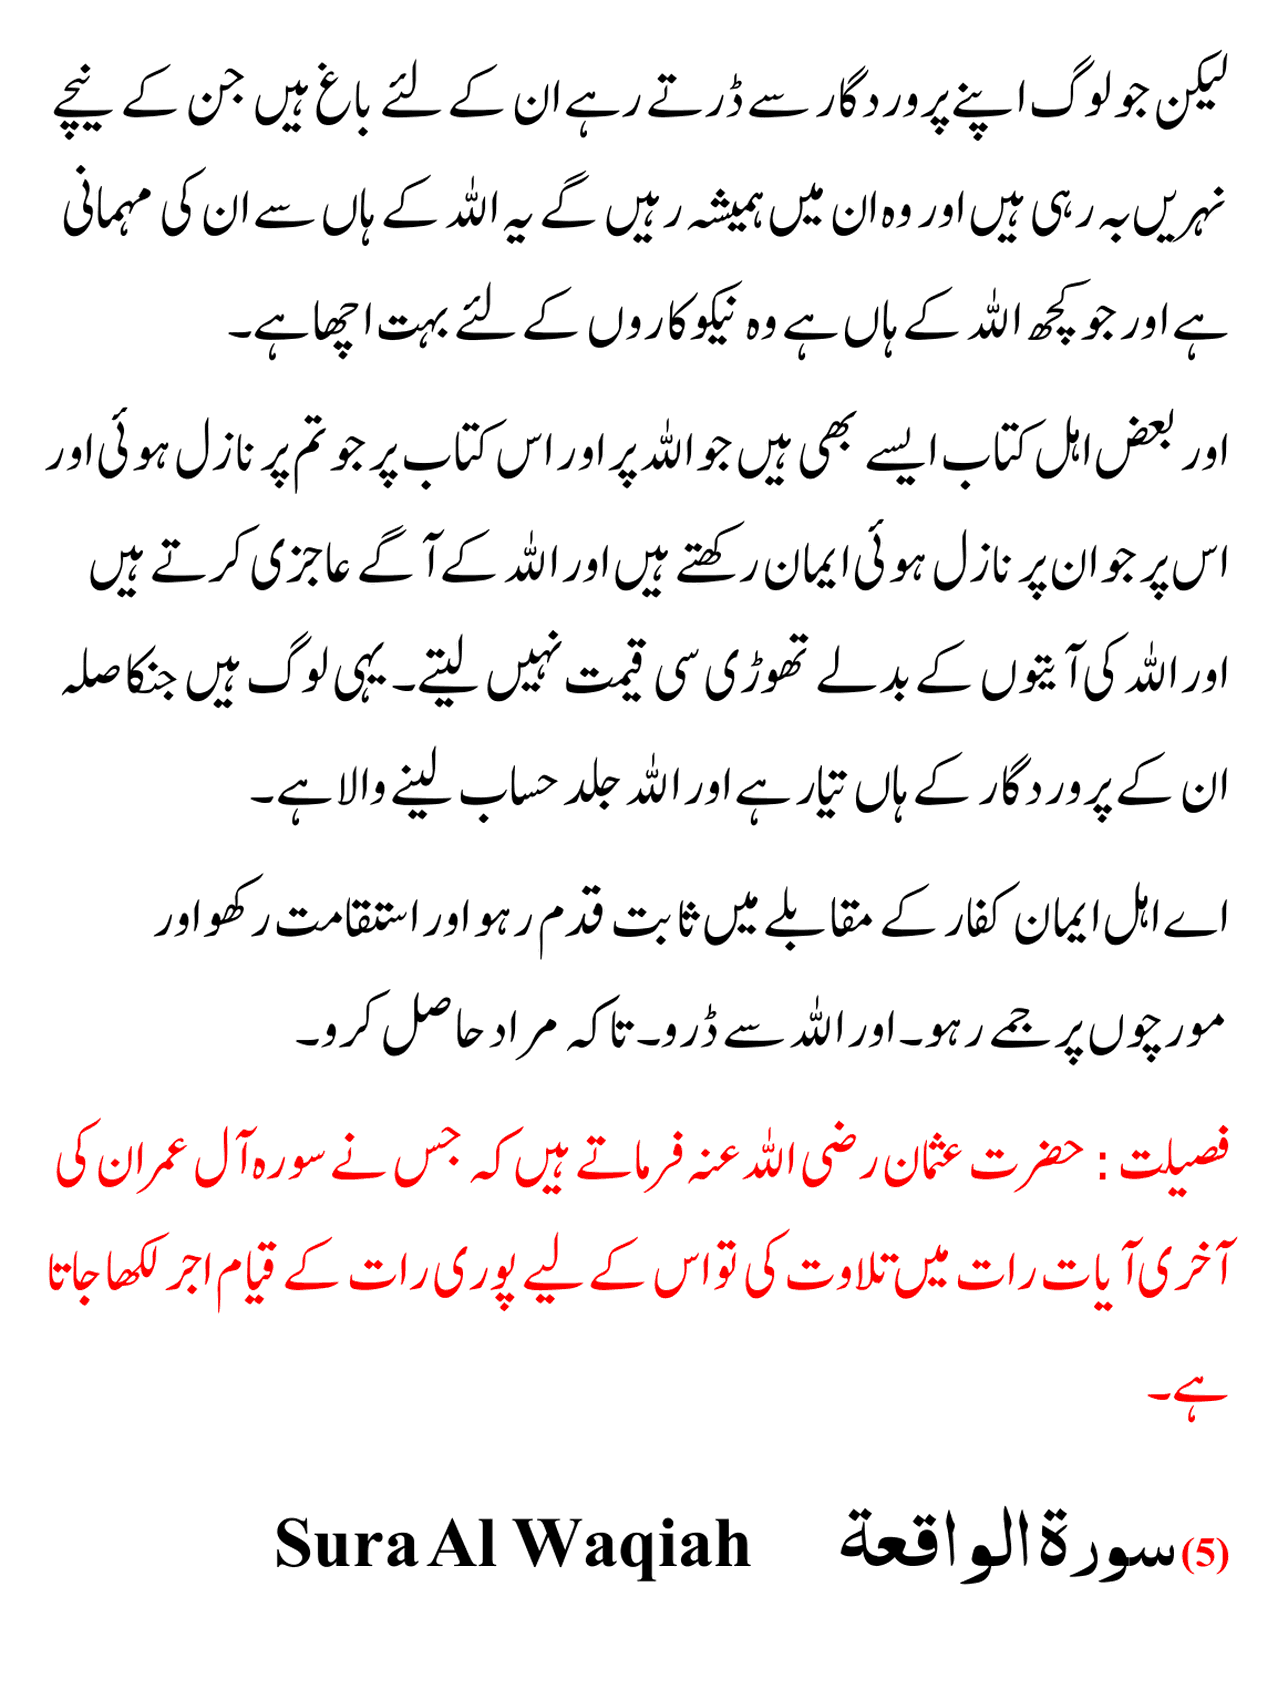 لیکن جو لوگ اپنے پروردگار سے ڈرتے رہے ان کے لئے باغ ہیں جن کے نیچے
نہریں بہ رہی ہیں اور وہ ان میں ہمیشہ رہیں گے یہ اللہ کے ہاں سے ان کی مہمانی
ہے اور جو کچھ اللہ کے ہاں ہے وہ نیکوکاروں کے لئے بہت اچھا ہے۔
اور بعض اہل کتاب ایسے بھی ہیں جو اللہ پر اور اس کتاب پر جو تم پر نازل ہوئی اور
اس پر جو ان پر نازل ہوئی ایمان رکھتے ہیں اور اللہ کے آگے عاجزی کرتے ہیں
اور اللہ کی آیتوں کے بدلے تھوڑی سی قیمت نہیں لیتے۔ یہی لوگ ہیں جنکا صلہ
ان کے پروردگار کے ہاں تیار ہے اور اللہ جلد حساب لینے والا ہے۔
اے اہل ایمان کفار کے مقابلے میں ثابت قدم رہو اور استقامت رکھو اور
مورچوں پر جمے رہو۔ اور اللہ سے ڈرو۔ تاکہ مراد حاصل کرو۔
فصیلت : حضرت عثمان رضی اللہ عنہ فرماتے ہیں کہ جس نے سورہ آل عمران کی
آخری آیات رات میں تلاوت کی تو اس کے لیے پوری رات کے قیام اجر لکھا جاتا
ہے۔
(5) سورة الواقعة Sura Al Waqiah